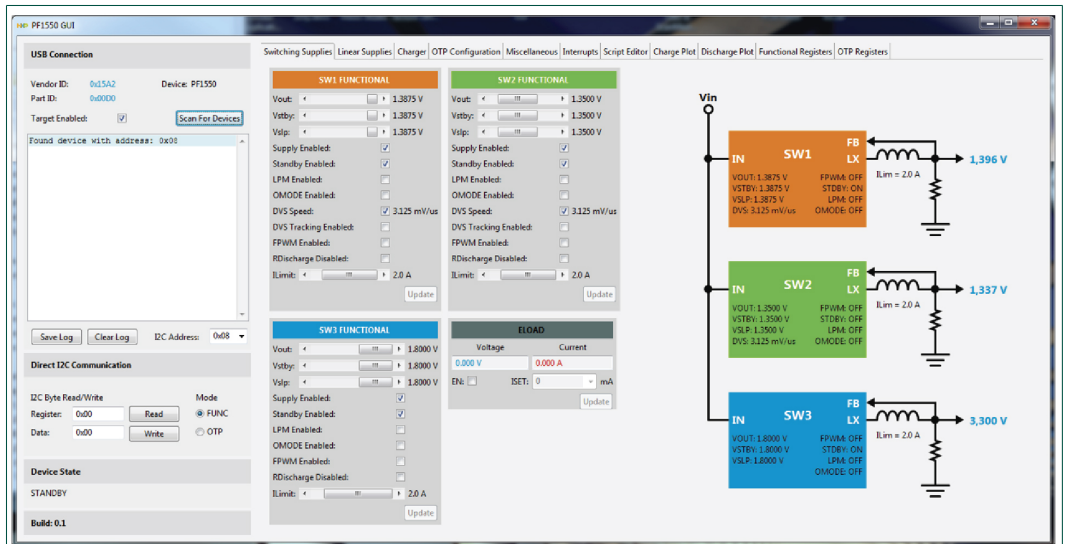 PF1550 GUI
USB Connection
Vendor ID: 0x15A2 Device: PF1550
Part ID: 0x00D0
Target Enabled: Scan For Devices
Found device with address: 0x08
Save Log Clear Log I2C Address: 0x08
Direct I2C Communication
I2C Byte Read/Write Mode
Register: 0x00 Read FUNC
Data: 0x00 Write OTP
Device State
STANDBY
Build: 0.1
Switching Supplies Linear Supplies Charger OTP Configuration Miscellaneous Interrupts Script Editor Charge Plot Discharge Plot Functional Registers OTP Registers
SW1 FUNCTIONAL
Vout: 1.3875 V
Vstby: 1.3875 V
Vslp: 1.3875 V
Supply Enabled:
Standby Enabled:
LPM Enabled:
OMODE Enabled:
DVS Speed: 3.125 mV/us
DVS Tracking Enabled:
FPWM Enabled:
RDischarge Disabled:
ILimit: 2.0 A
Update
SW2 FUNCTIONAL
Vout: 1.3500 V
Vstby: 1.3500 V
Vslp: 1.3500 V
Supply Enabled:
Standby Enabled:
LPM Enabled:
OMODE Enabled:
DVS Speed: 3.125 mV/us
DVS Tracking Enabled:
FPWM Enabled:
RDischarge Disabled:
ILimit: 2.0 A
Update
SW3 FUNCTIONAL
Vout: 1.8000 V
Vstby: 1.8000 V
Vslp: 1.8000 V
Supply Enabled:
Standby Enabled:
LPM Enabled:
OMODE Enabled:
FPWM Enabled:
RDischarge Disabled:
ILimit: 2.0 A
Update
ELOAD
Voltage Current
0.000 V 0.000 A
EN: ISET: 0 mA
Update
Vin
FB
IN SW1 LX 1,396 V
VOUT: 1.3875 V FPWM: OFF ILim = 2.0 A
VSTBY: 1.3875 V STDBY: ON
VSLP: 1.3875 V LPM: OFF
DVS: 3.125 mV/us OMODE: OFF
FB
IN SW2 LX 1,337 V
VOUT: 1.3500 V FPWM: OFF ILim = 2.0 A
VSTBY: 1.3500 V STDBY: ON
VSLP: 1.3500 V LPM: OFF
DVS: 3.125 mV/us OMODE: OFF
FB
IN SW3 LX 3,300 V
VOUT: 1.8000 V FPWM: OFF ILim = 2.0 A
VSTBY: 1.8000 V STDBY: ON
VSLP: 1.8000 V LPM: OFF
OMODE: OFF